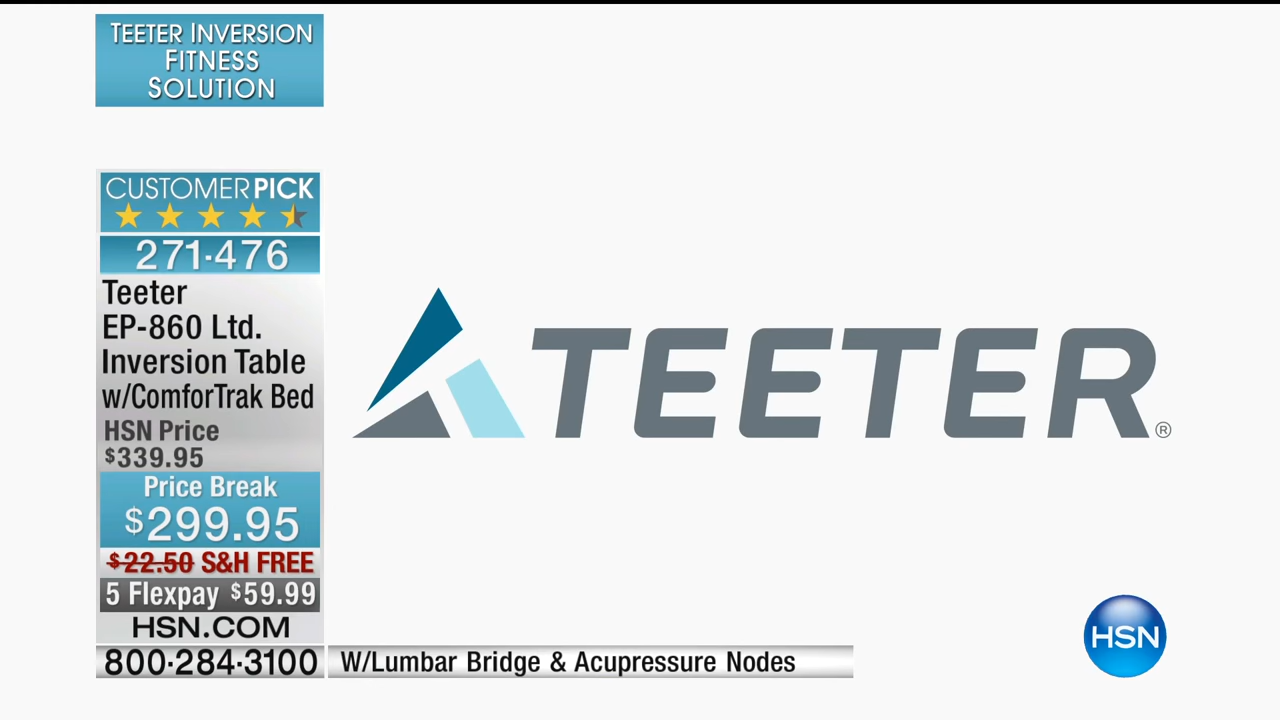 TEETER INVERSION
FITNESS
SOLUTION
CUSTOMER PICK
271·476
Teeter
EP-860 Ltd.
Inversion Table
w/ComforTrak Bed
HSN Price
$339.95
Price Break
$299.95
$22.50 S&H FREE
5 Flexpay $59.99
HSN.COM
800·284·3100
W/Lumbar Bridge & Acupressure Nodes
TEETER®
HSN